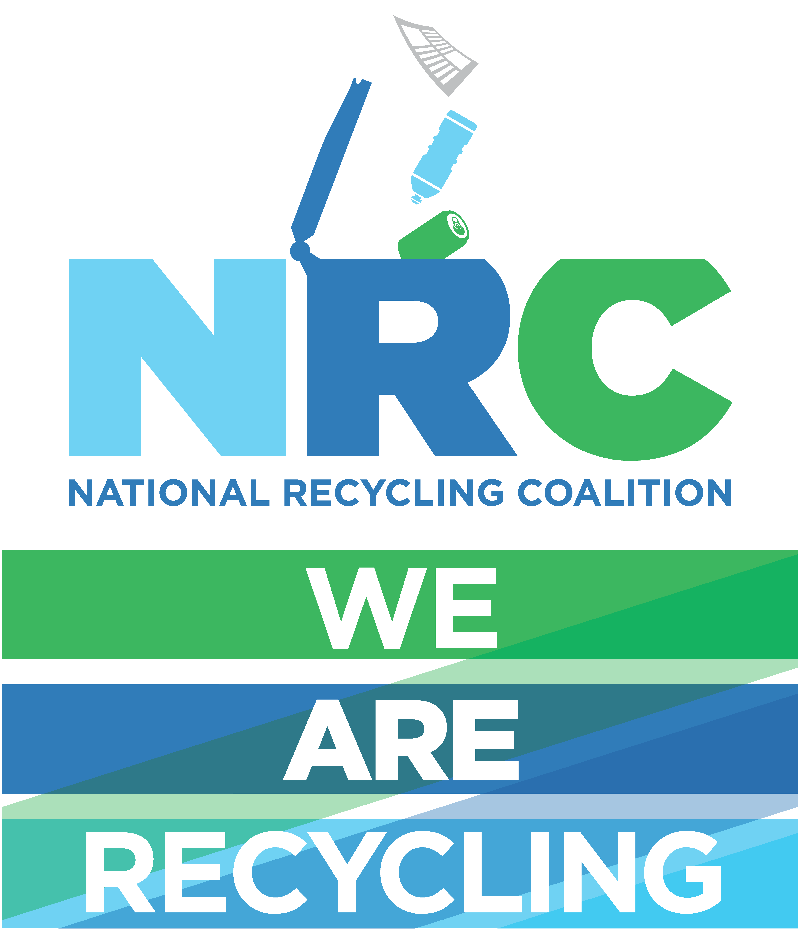 NRC
NATIONAL RECYCLING COALITION
WE
ARE
RECYCLING